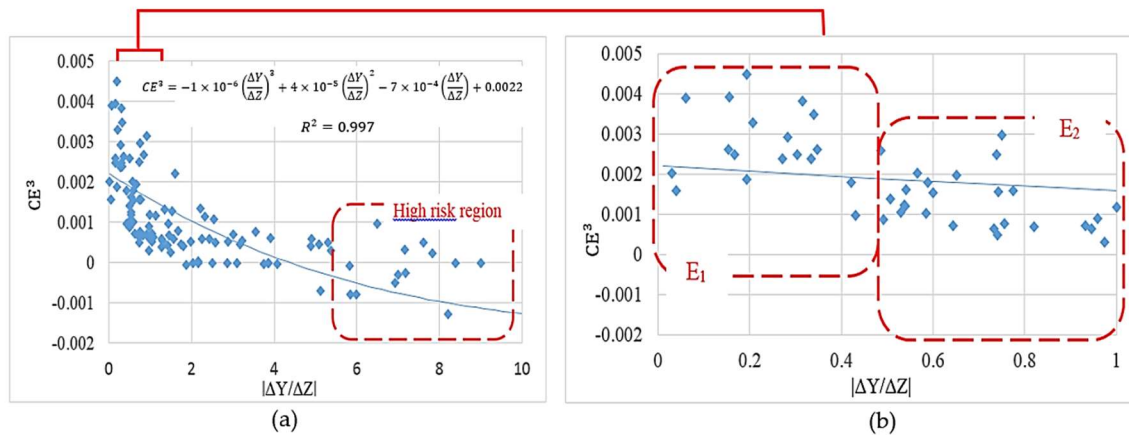 0.005
0.004
0.003
0.002
0.001
0
-0.001
-0.002
CE³
CE³ = −1 × 10⁻⁶ (ΔY/ΔZ)³ + 4 × 10⁻⁵ (ΔY/ΔZ)² − 7 × 10⁻⁴ (ΔY/ΔZ) + 0.0022
R² = 0.997
High risk region
0 2 4 6 8 10
|ΔY/ΔZ|
(a)
0.005
0.004
0.003
0.002
0.001
0
-0.001
-0.002
CE³
E₁
E₂
0 0.2 0.4 0.6 0.8 1
|ΔY/ΔZ|
(b)